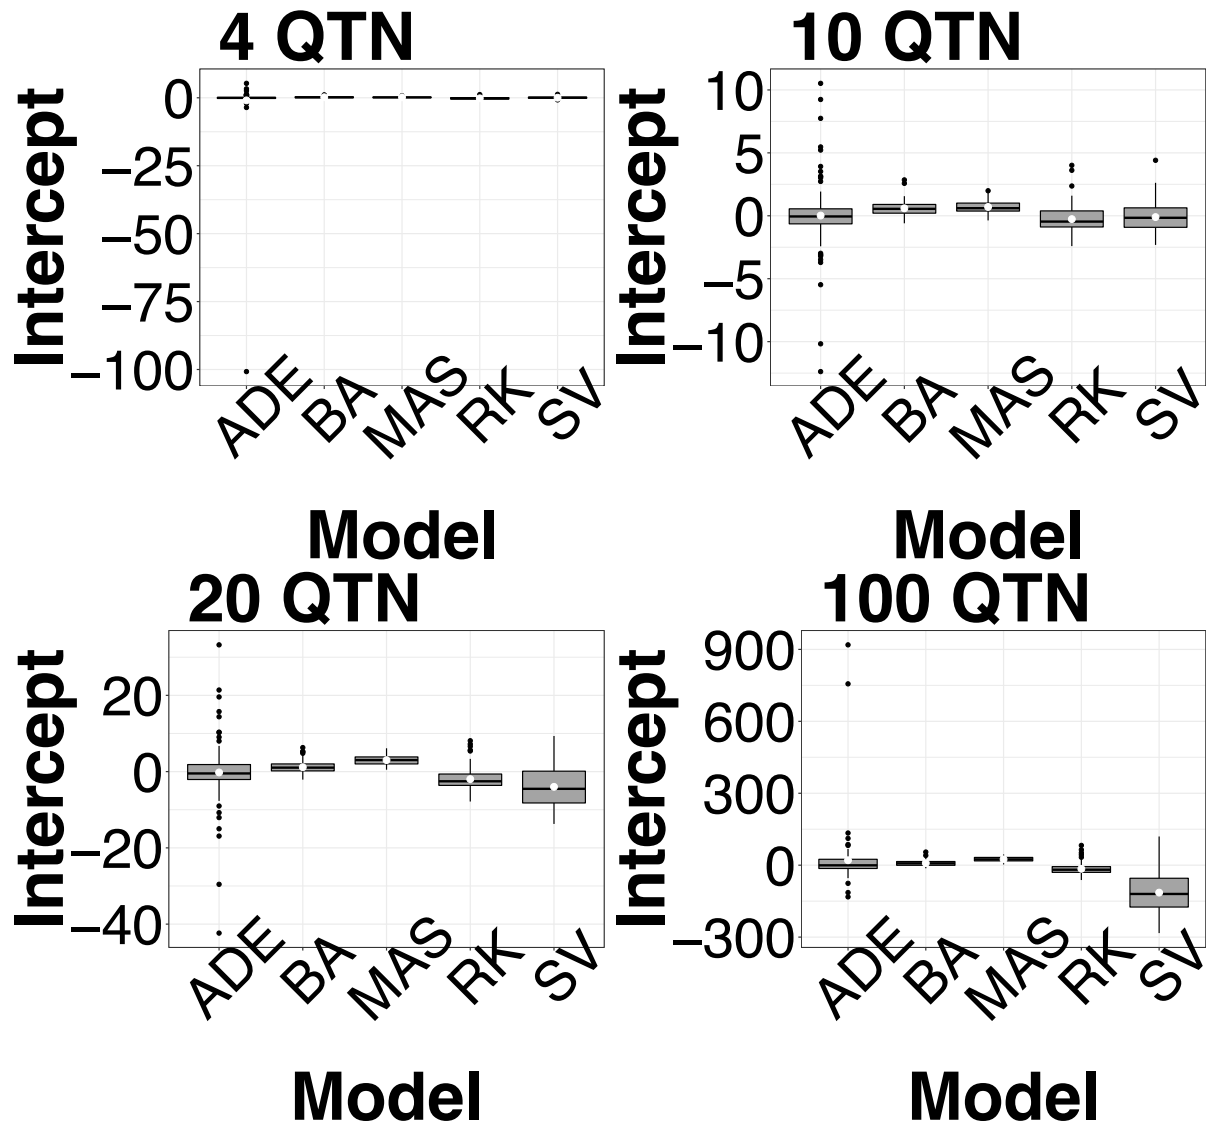 4 QTN
Intercept
0
−25
−50
−75
−100
ADE
BA
MAS
RK
SV
Model
10 QTN
Intercept
10
5
0
−5
−10
ADE
BA
MAS
RK
SV
Model
20 QTN
Intercept
20
0
−20
−40
ADE
BA
MAS
RK
SV
Model
100 QTN
Intercept
900
600
300
0
−300
ADE
BA
MAS
RK
SV
Model